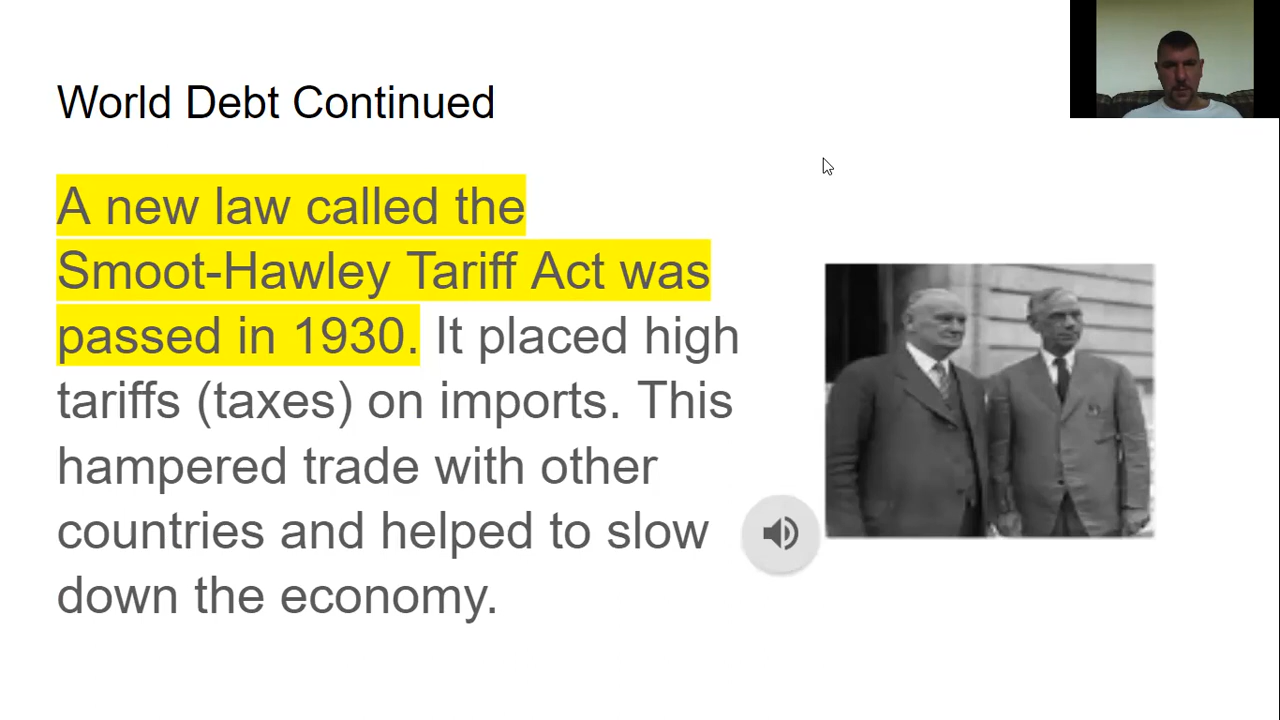 World Debt Continued
A new law called the
Smoot-Hawley Tariff Act was
passed in 1930. It placed high
tariffs (taxes) on imports. This
hampered trade with other
countries and helped to slow
down the economy.